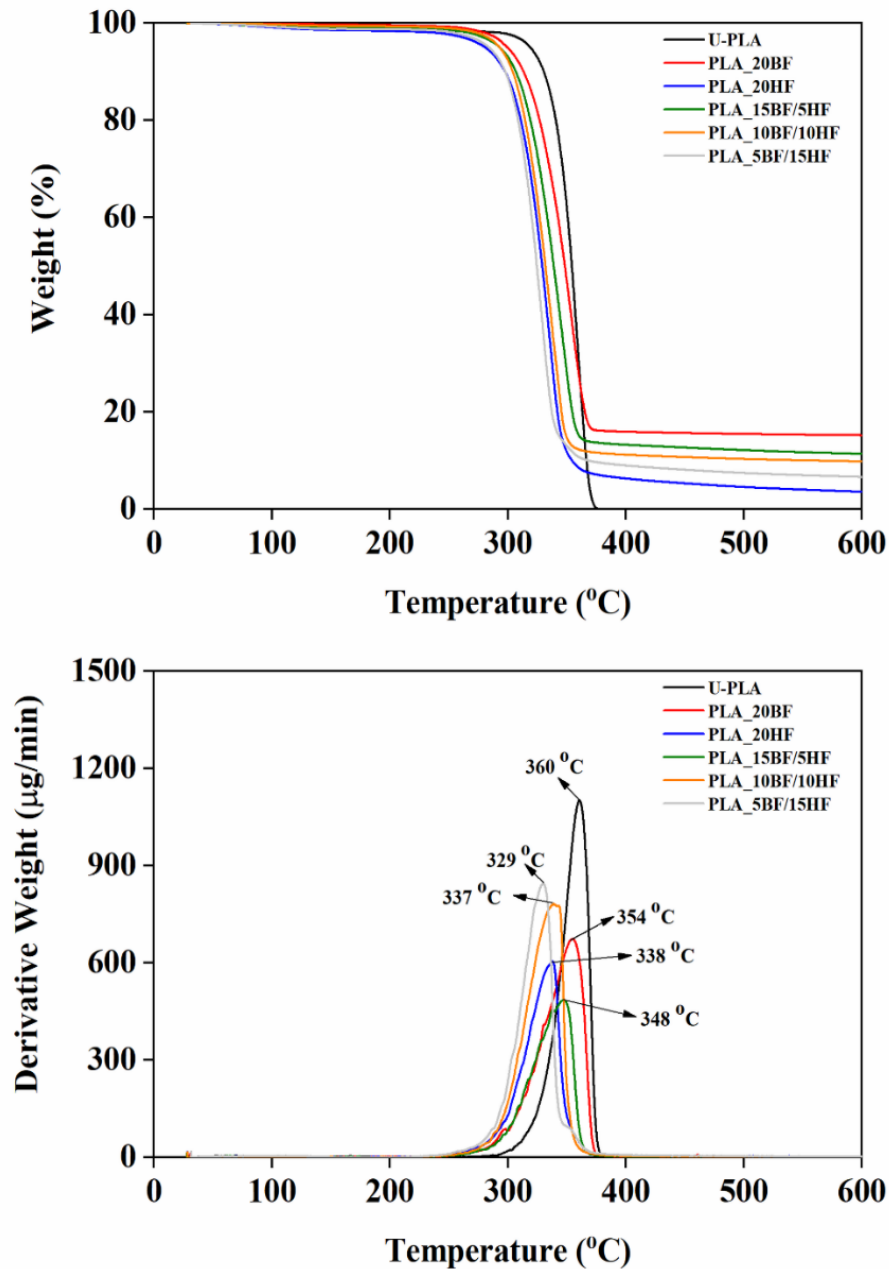 100
80
60
40
20
0
Weight (%)
U-PLA
PLA_20BF
PLA_20HF
PLA_15BF/5HF
PLA_10BF/10HF
PLA_5BF/15HF
0 100 200 300 400 500 600
Temperature (°C)
1500
1200
900
600
300
0
Derivative Weight (µg/min)
U-PLA
PLA_20BF
PLA_20HF
PLA_15BF/5HF
PLA_10BF/10HF
PLA_5BF/15HF
360 °C
329 °C
337 °C
354 °C
338 °C
348 °C
0 100 200 300 400 500 600
Temperature (°C)